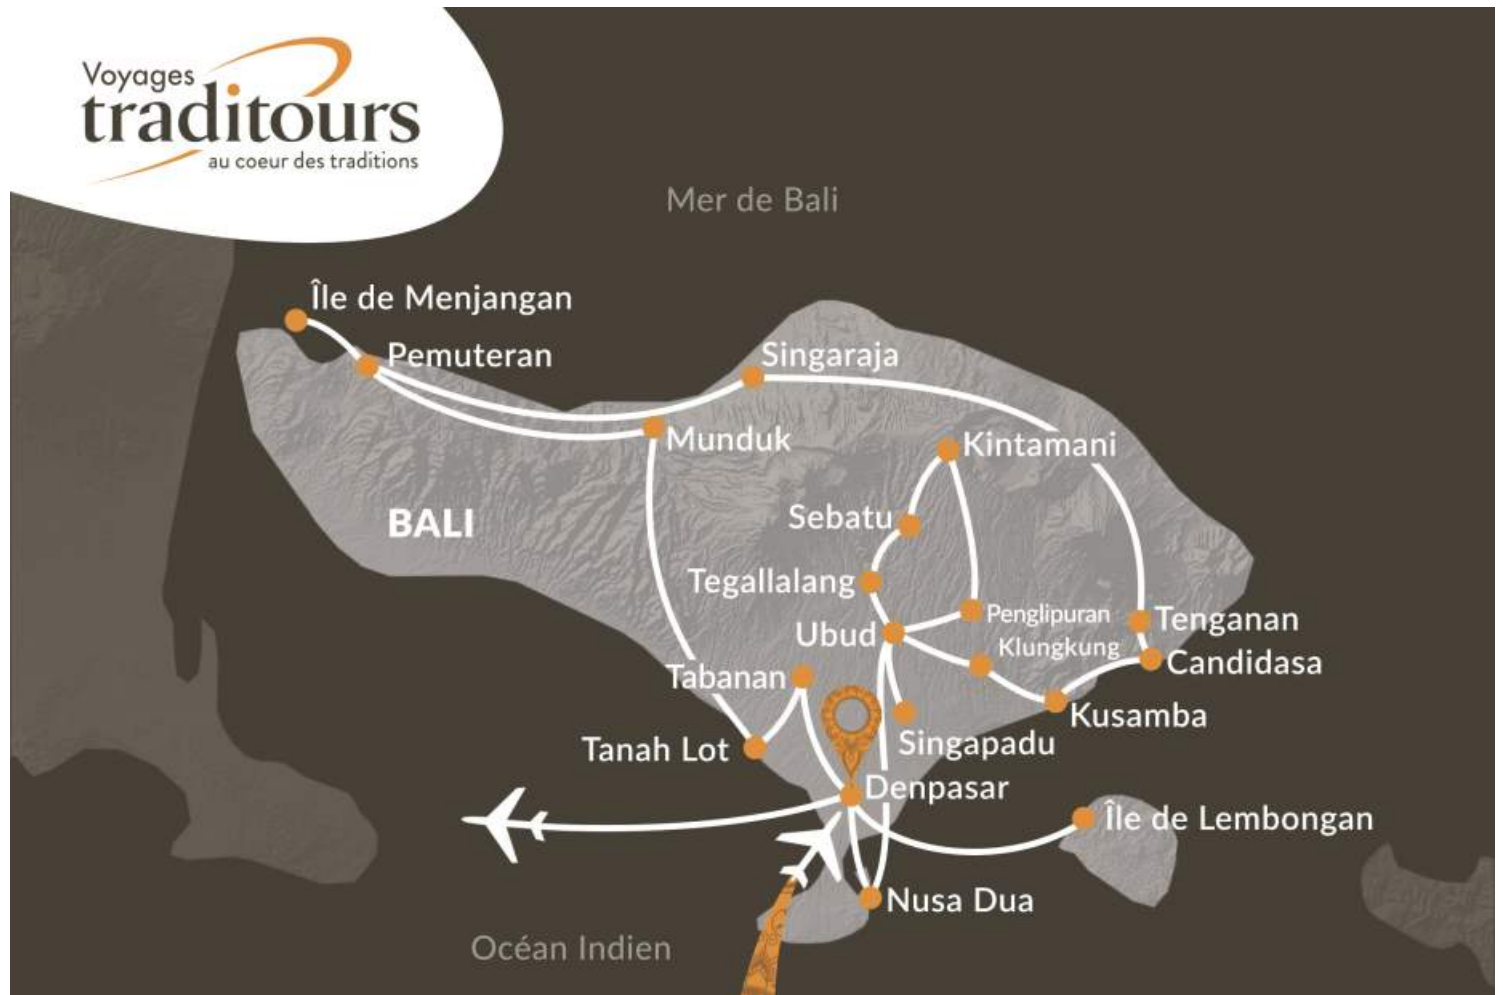 Voyages
traditours
au coeur des traditions
Mer de Bali
Île de Menjangan
Pemuteran
Singaraja
Munduk
Kintamani
BALI
Sebatu
Tegallalang
Penglipuran
Tenganan
Ubud
Klungkung
Candidasa
Tabanan
Kusamba
Singapadu
Tanah Lot
Denpasar
Île de Lembongan
Nusa Dua
Océan Indien